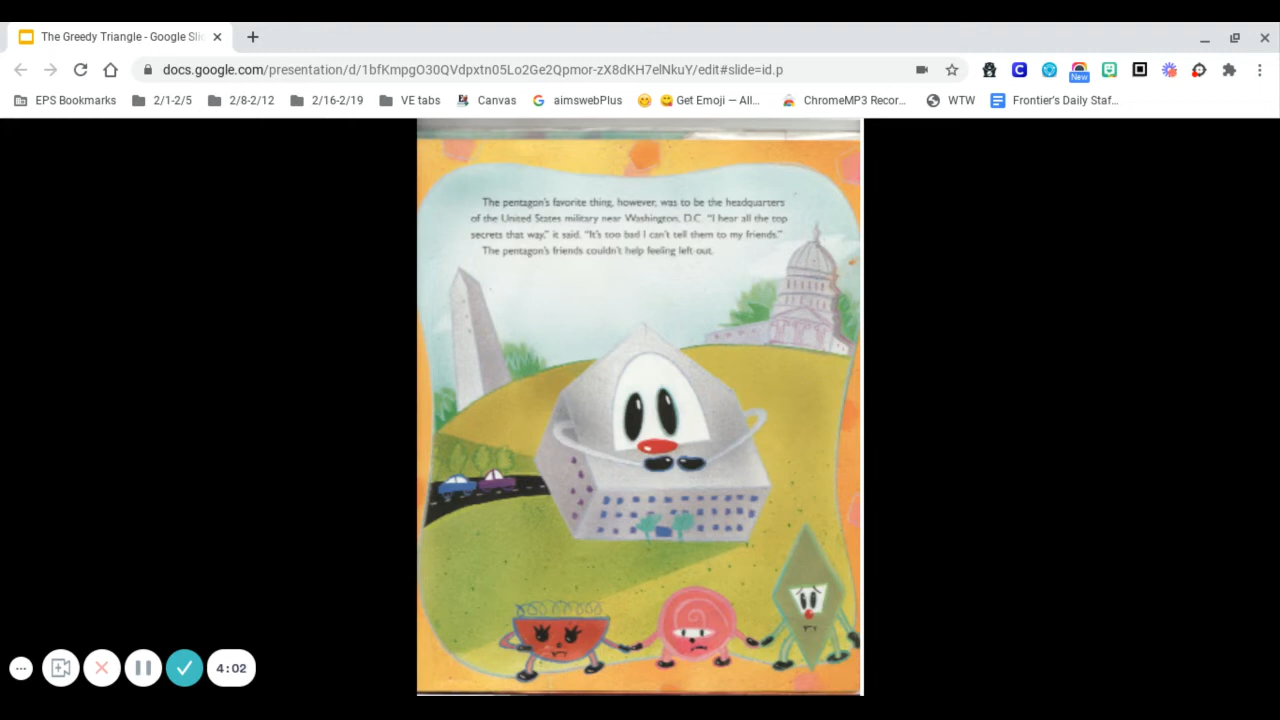 The Greedy Triangle - Google Sli
docs.google.com/presentation/d/1bfKmpgO30QVdpxtn05Lo2Ge2Qpmor-zX8dKH7elNkuY/edit#slide=id.p
New
EPS Bookmarks 2/1-2/5 2/8-2/12 2/16-2/19 VE tabs Canvas aimswebPlus Get Emoji — All... ChromeMP3 Recor... WTW Frontier's Daily Staf...
The pentagon's favorite thing, however, was to be the headquarters
of the United States military near Washington, D.C. "I hear all the top
secrets that way," it said. "It's too bad I can't tell them to my friends."
The pentagon's friends couldn't help feeling left out.
4:02